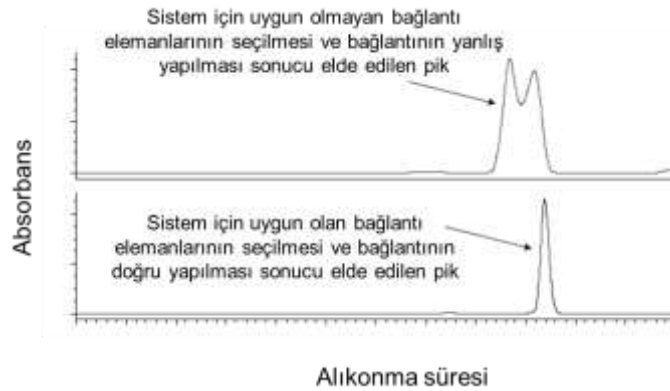 Sistem için uygun olmayan bağlantı
elemanlarının seçilmesi ve bağlantının yanlış
yapılması sonucu elde edilen pik
Absorbans
Sistem için uygun olan bağlantı
elemanlarının seçilmesi ve bağlantının
doğru yapılması sonucu elde edilen pik
Alıkonma süresi